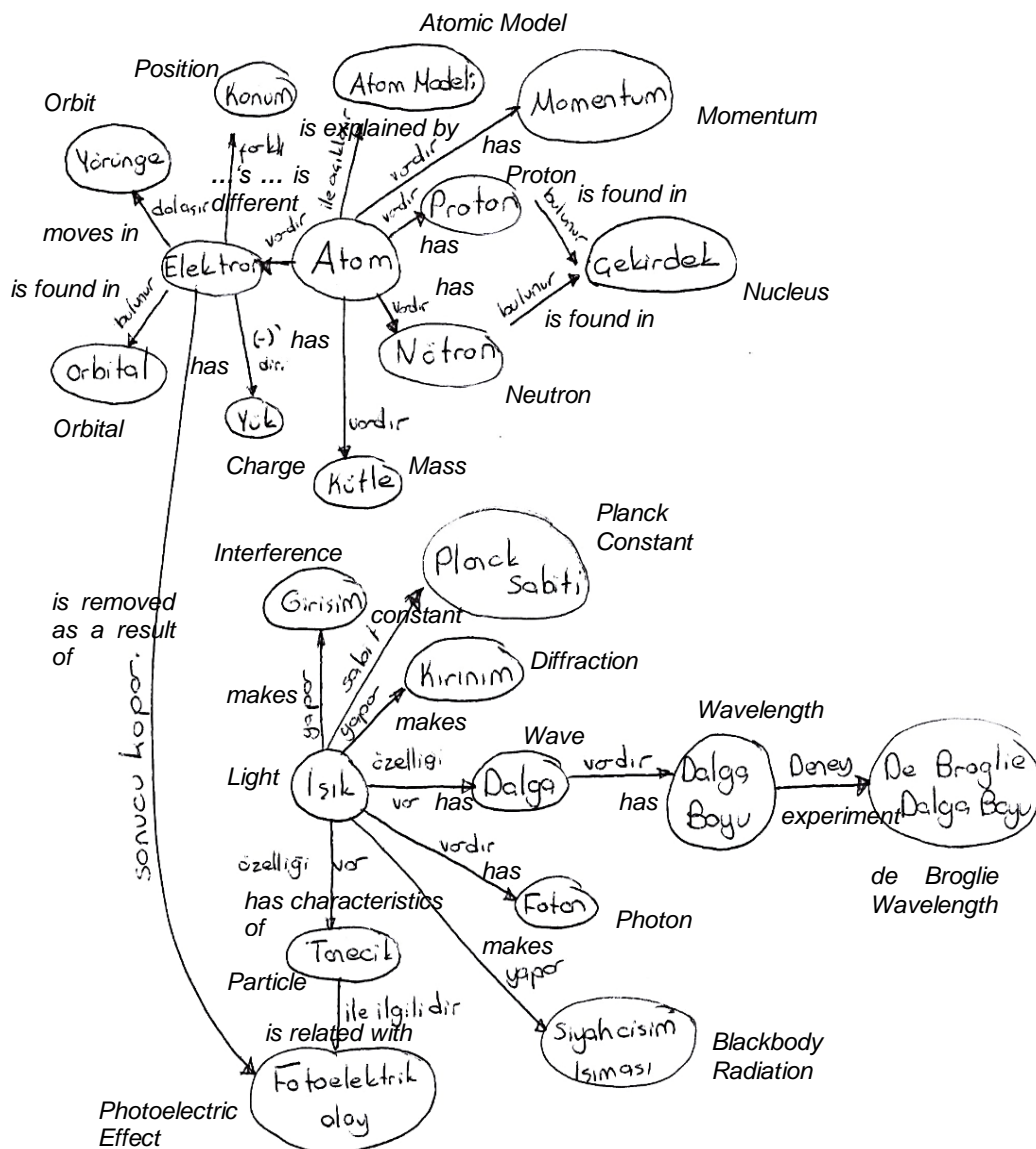 Atomic Model
Position
Konum
Atom Modeli
Orbit
Momentum
Momentum
is explained by
ile açıklanır
farklı
vardır
has
Yörünge
Proton
…'s … is
different
vardır
Proton
is found in
dolaşır
vardır
has
bulunur
moves in
Elektron
Atom
Çekirdek
is found in
bulunur
vardır
has
bulunur
Nucleus
is found in
(-)'
dir.
has
Nötron
Orbital
has
Neutron
Orbital
Yük
vardır
Charge
Kütle
Mass
Planck
Constant
Interference
Planck
Sabiti
Girişim
constant
is removed
as a result
of
sabit
Kırınım
Diffraction
makes
yapar
yapar
makes
Wavelength
Wave
sonucu kopar.
Light
Işık
özelliği
var
has
Dalga
vardır
has
Dalga
Boyu
Deney
experiment
De Broglie
Dalga Boyu
özelliği var
vardır
has
de Broglie
Wavelength
has characteristics
of
Foton
Photon
Tanecik
makes
yapar
Particle
ile ilgilidir
is related with
Siyah cisim
Işıması
Blackbody
Radiation
Fotoelektrik
olay
Photoelectric
Effect